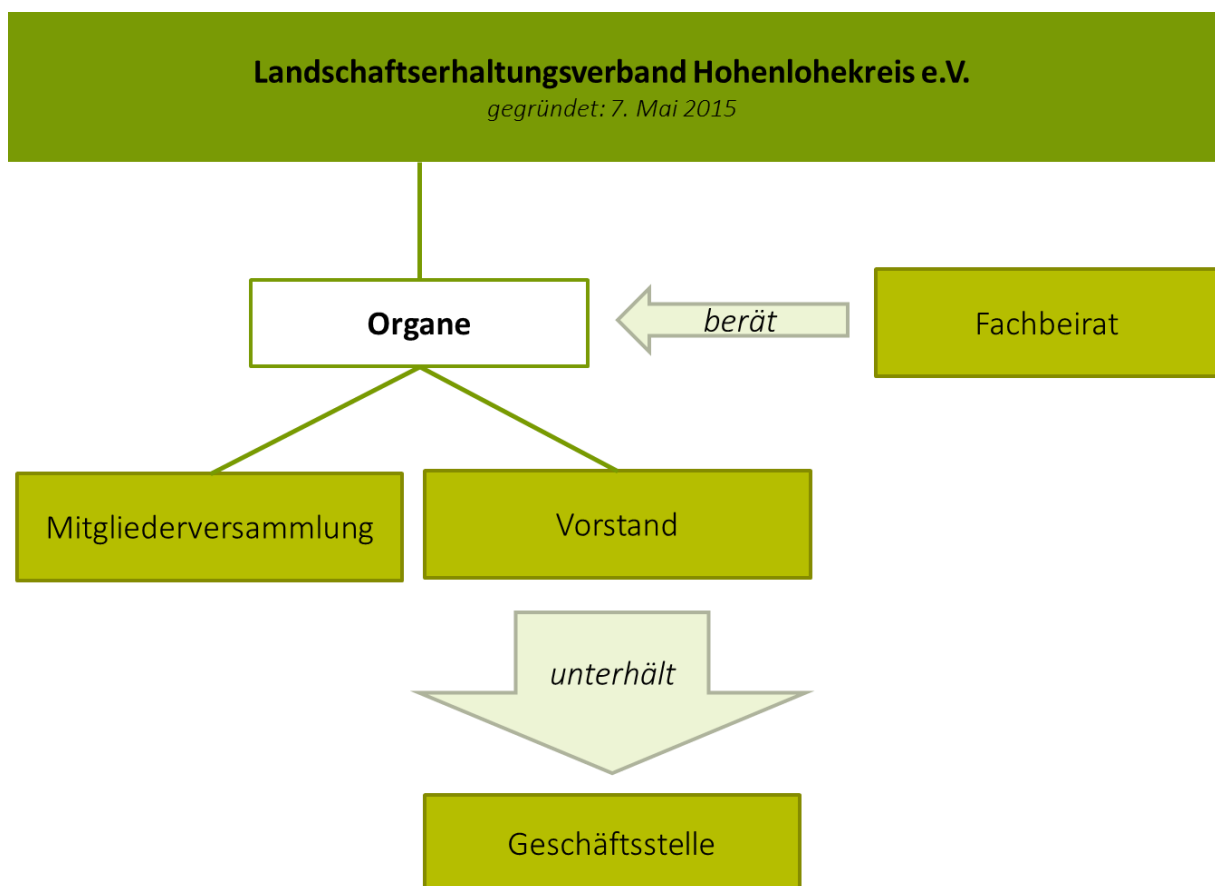 Landschaftserhaltungsverband Hohenlohekreis e.V.
gegründet: 7. Mai 2015
Organe
berät
Fachbeirat
Mitgliederversammlung
Vorstand
unterhält
Geschäftsstelle